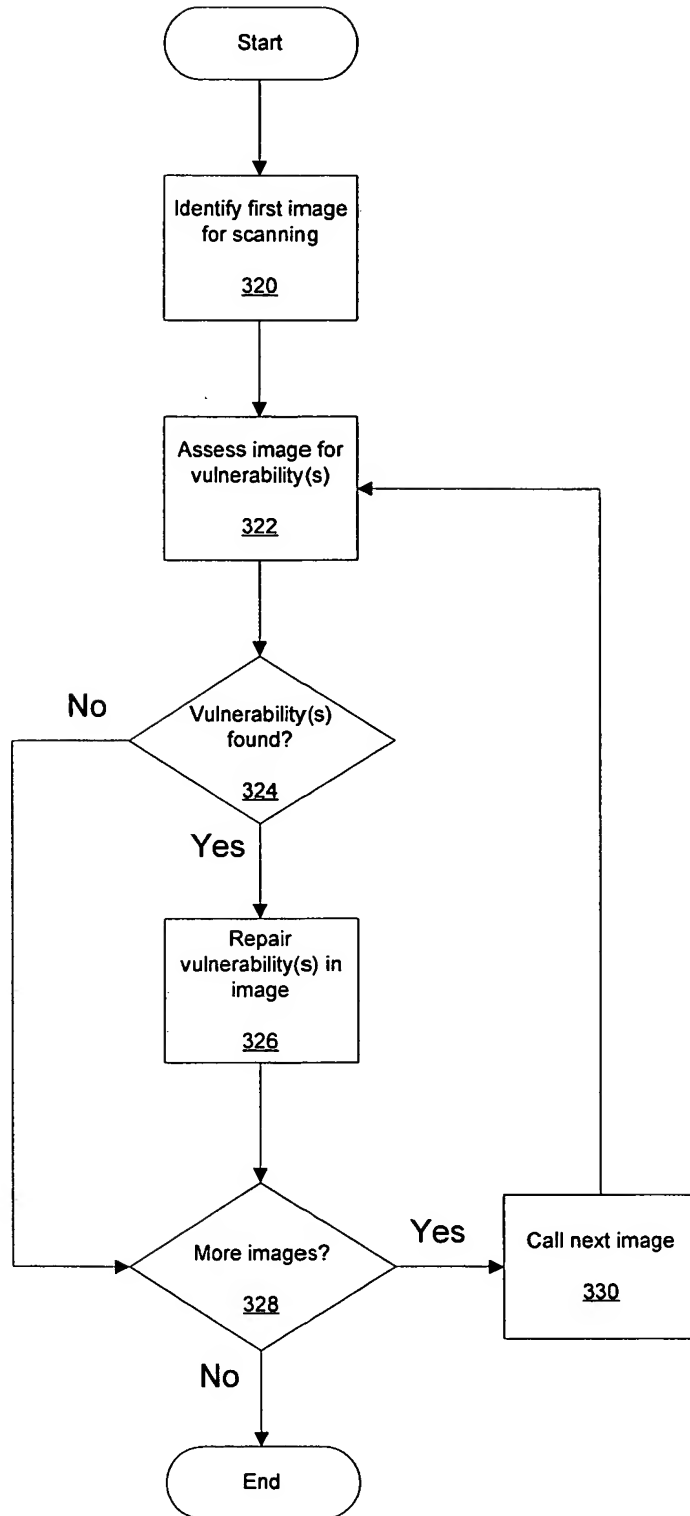 Start
Identify first image
for scanning
320
Assess image for
vulnerability(s)
322
No
Vulnerability(s)
found?
324
Yes
Repair
vulnerability(s) in
image
326
More images?
328
Yes
Call next image
330
No
End